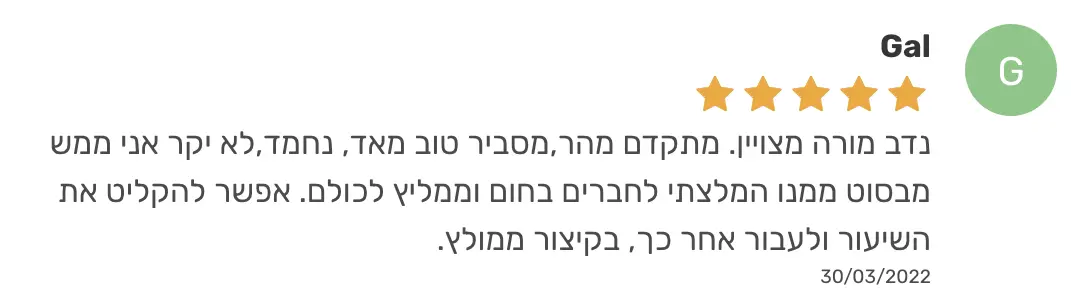 Gal
G
נדב מורה מצויין. מתקדם מהר,מסביר טוב מאד, נחמד,לא יקר אני ממש
מבסוט ממנו המלצתי לחברים בחום וממליץ לכולם. אפשר להקליט את
השיעור ולעבור אחר כך, בקיצור ממולץ.
30/03/2022